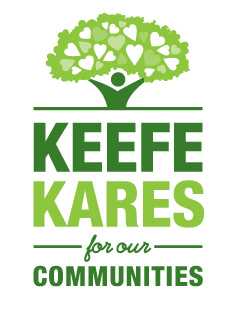 KEEFE
KARES
for our
COMMUNITIES